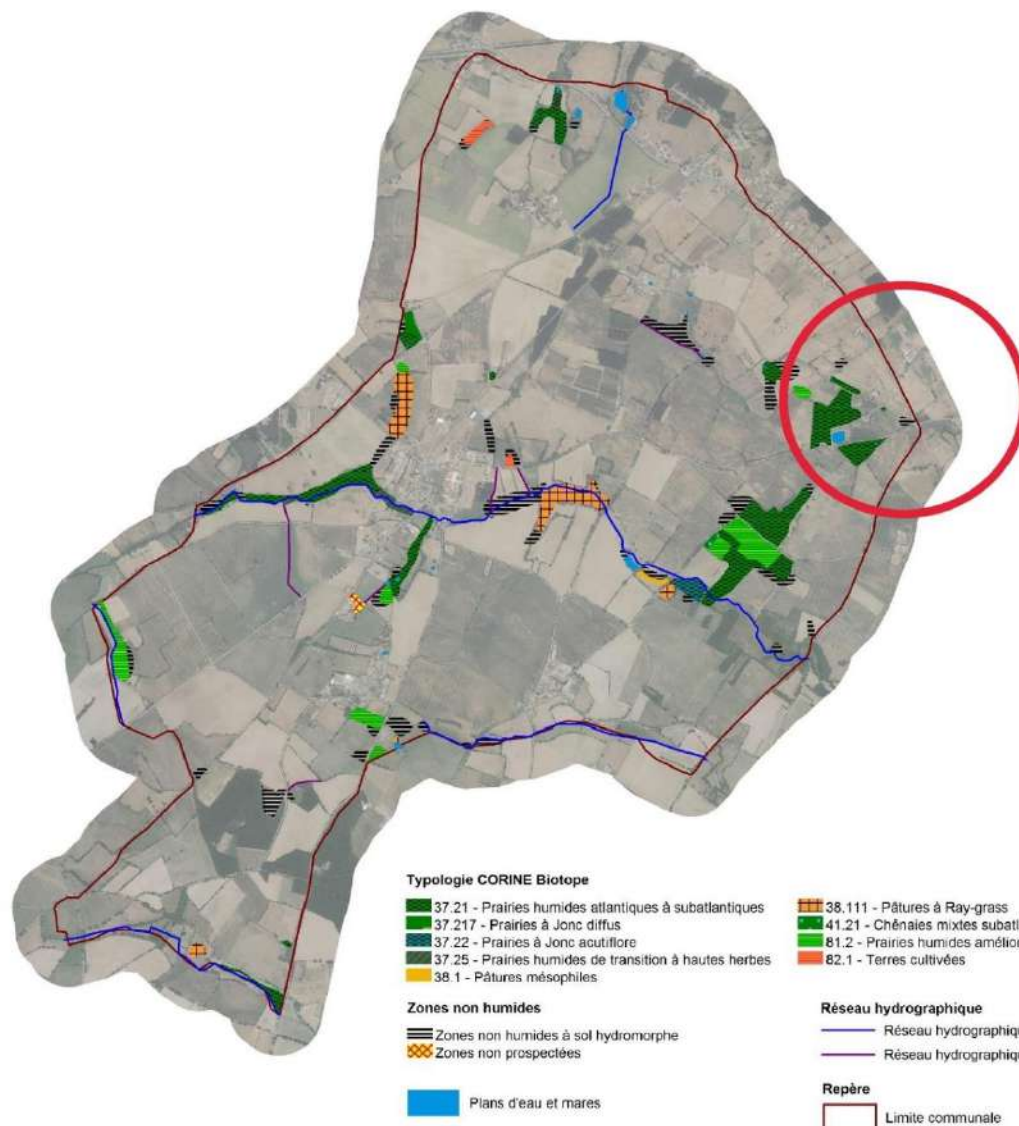 Typologie CORINE Biotope
37.21 - Prairies humides atlantiques à subatlantiques
37.217 - Prairies à Jonc diffus
37.22 - Prairies à Jonc acutiflore
37.25 - Prairies humides de transition à hautes herbes
38.1 - Pâtures mésophiles
38.111 - Pâtures à Ray-grass
41.21 - Chênaies mixtes subatl
81.2 - Prairies humides amélio
82.1 - Terres cultivées
Zones non humides
Zones non humides à sol hydromorphe
Zones non prospectées
Plans d'eau et mares
Réseau hydrographique
Réseau hydrographiqu
Réseau hydrographiqu
Repère
Limite communale